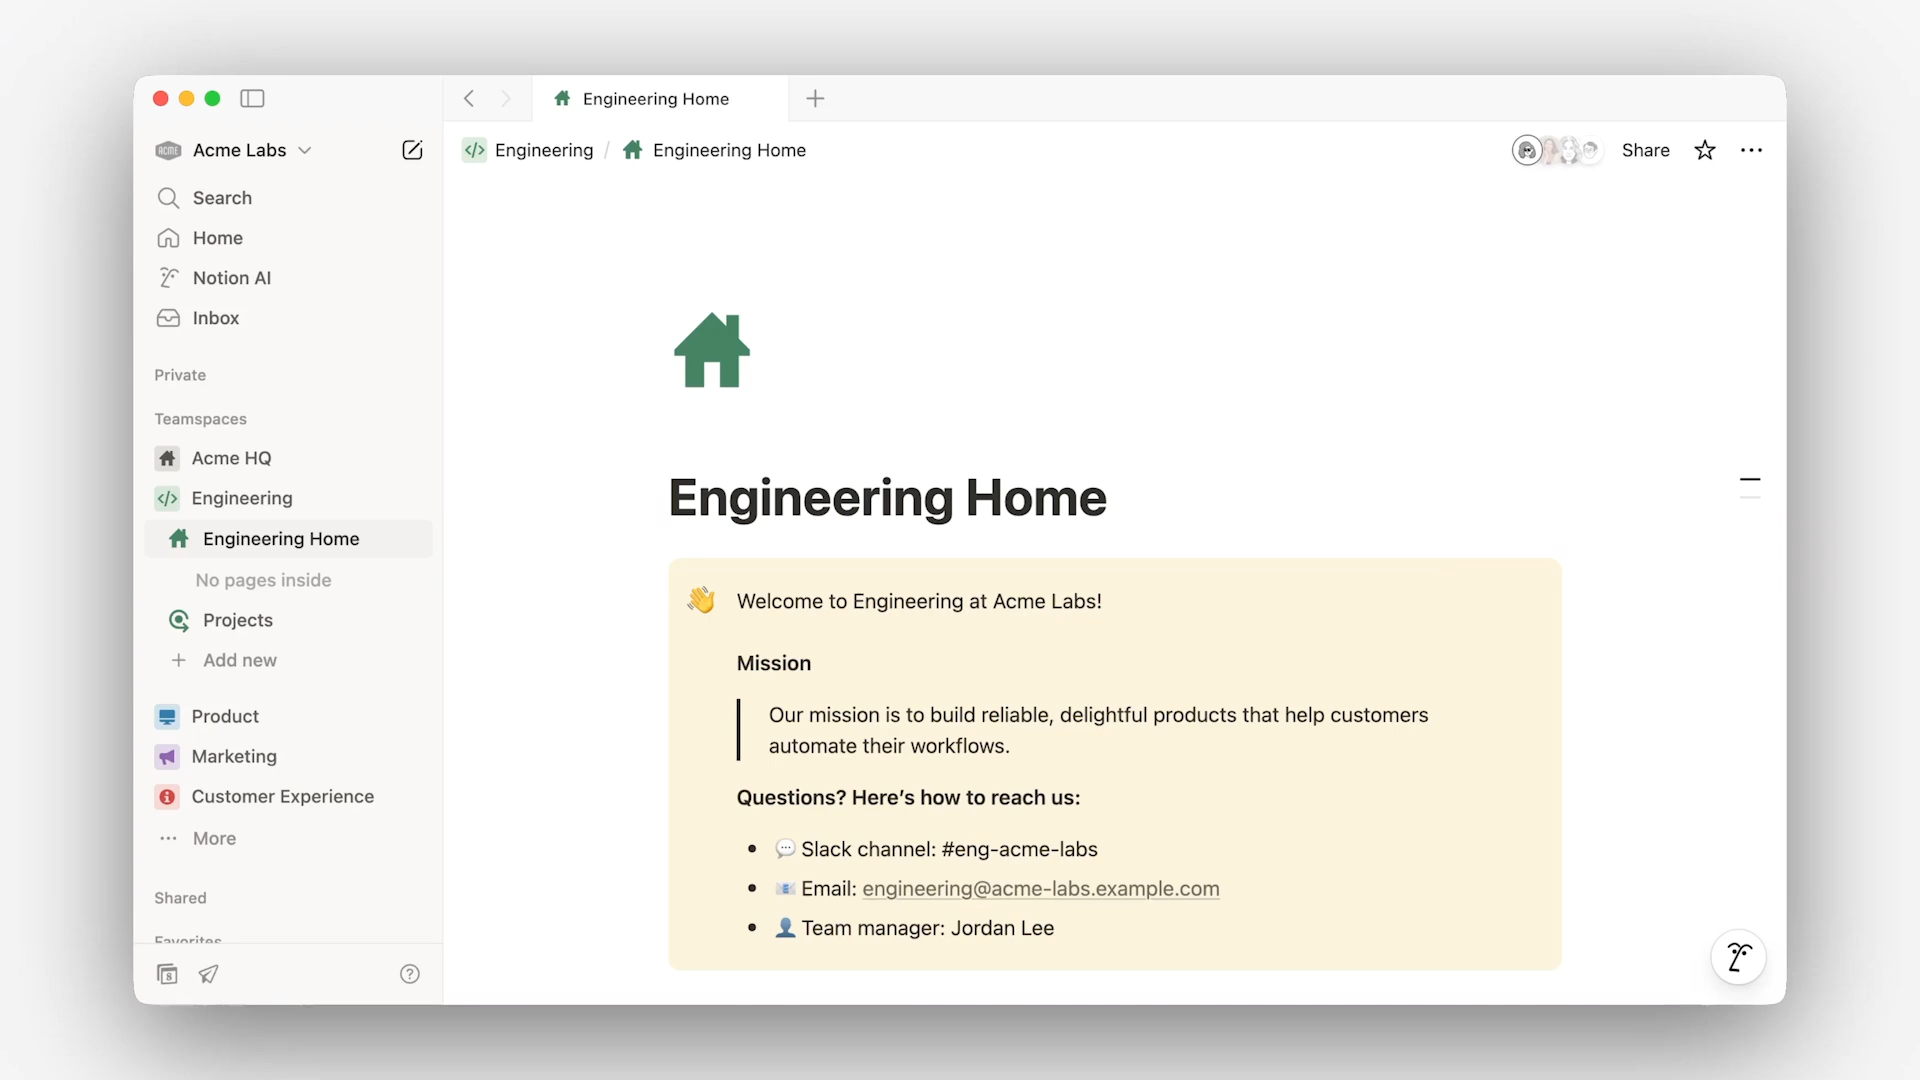 Engineering Home
ACME Acme Labs
Engineering / Engineering Home
Share
Search
Home
Notion AI
Inbox
Private
Teamspaces
Acme HQ
Engineering
Engineering Home
No pages inside
Projects
Add new
Product
Marketing
Customer Experience
More
Shared
Favorites
8
Engineering Home
👋 Welcome to Engineering at Acme Labs!
Mission
Our mission is to build reliable, delightful products that help customers
automate their workflows.
Questions? Here’s how to reach us:
• 💬 Slack channel: #eng-acme-labs
• 📧 Email: engineering@acme-labs.example.com
• 👤 Team manager: Jordan Lee